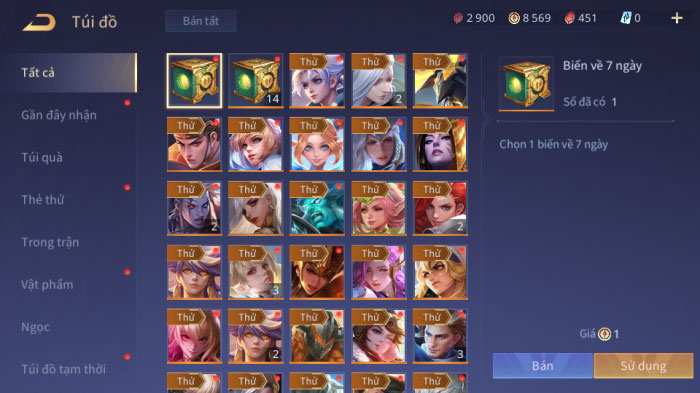 Túi đồ
Bán tất
2 900
8 569
451
0
+
Tất cả
Gần đây nhận
Túi quà
Thẻ thử
Trong trận
Vật phẩm
Ngọc
Túi đồ tạm thời
14
Thử
Thử
2
Thử
Thử
Thử
Thử
Thử
Thử
Thử
2
Thử
Thử
Thử
Thử
2
Thử
Thử
3
Thử
Thử
Thử
Thử
Thử
2
Thử
Thử
Thử
3
Thử
Thử
Thử
Thử
Thử
Biến về 7 ngày
Số đã có 1
Chọn 1 biến về 7 ngày
Giá 1
Bán
Sử dụng